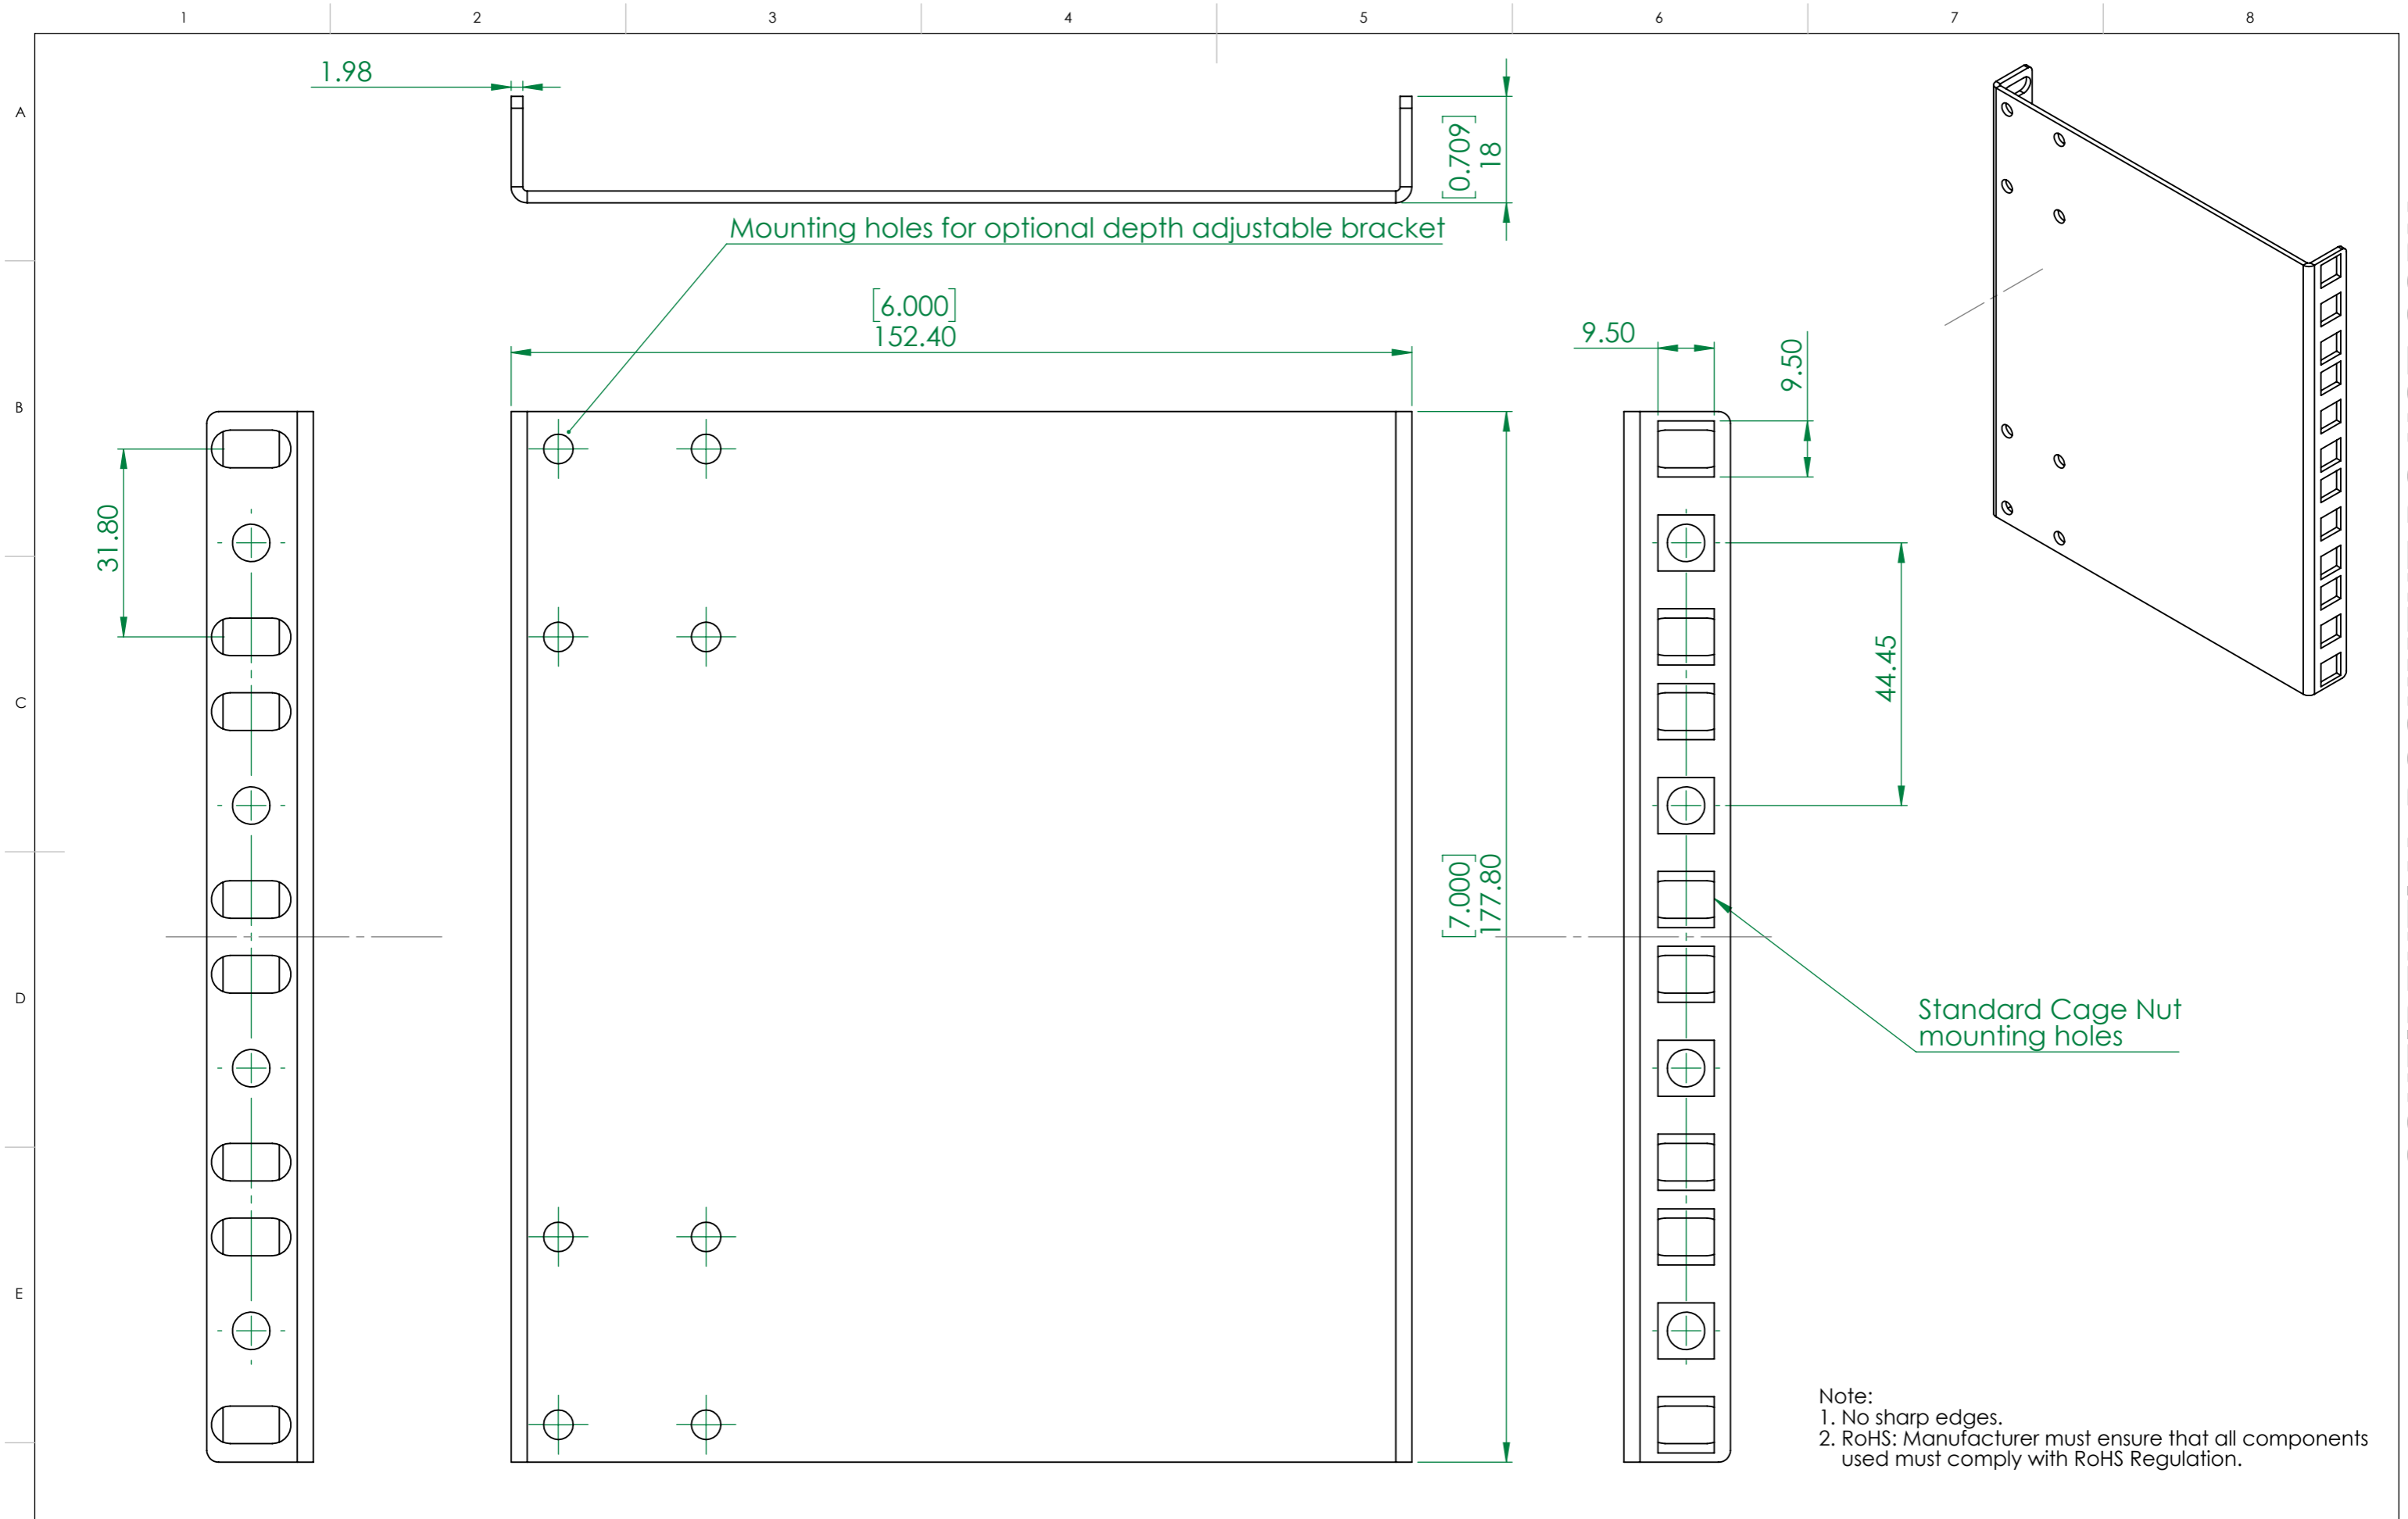 1 2 3 4 5 6 7 8
A
B
C
D
E
1.98
[0.709]
18
Mounting holes for optional depth adjustable bracket
[6.000]
152.40
9.50
9.50
31.80
44.45
[7.000]
177.80
Standard Cage Nut
mounting holes
Note:
1. No sharp edges.
2. RoHS: Manufacturer must ensure that all components
used must comply with RoHS Regulation.